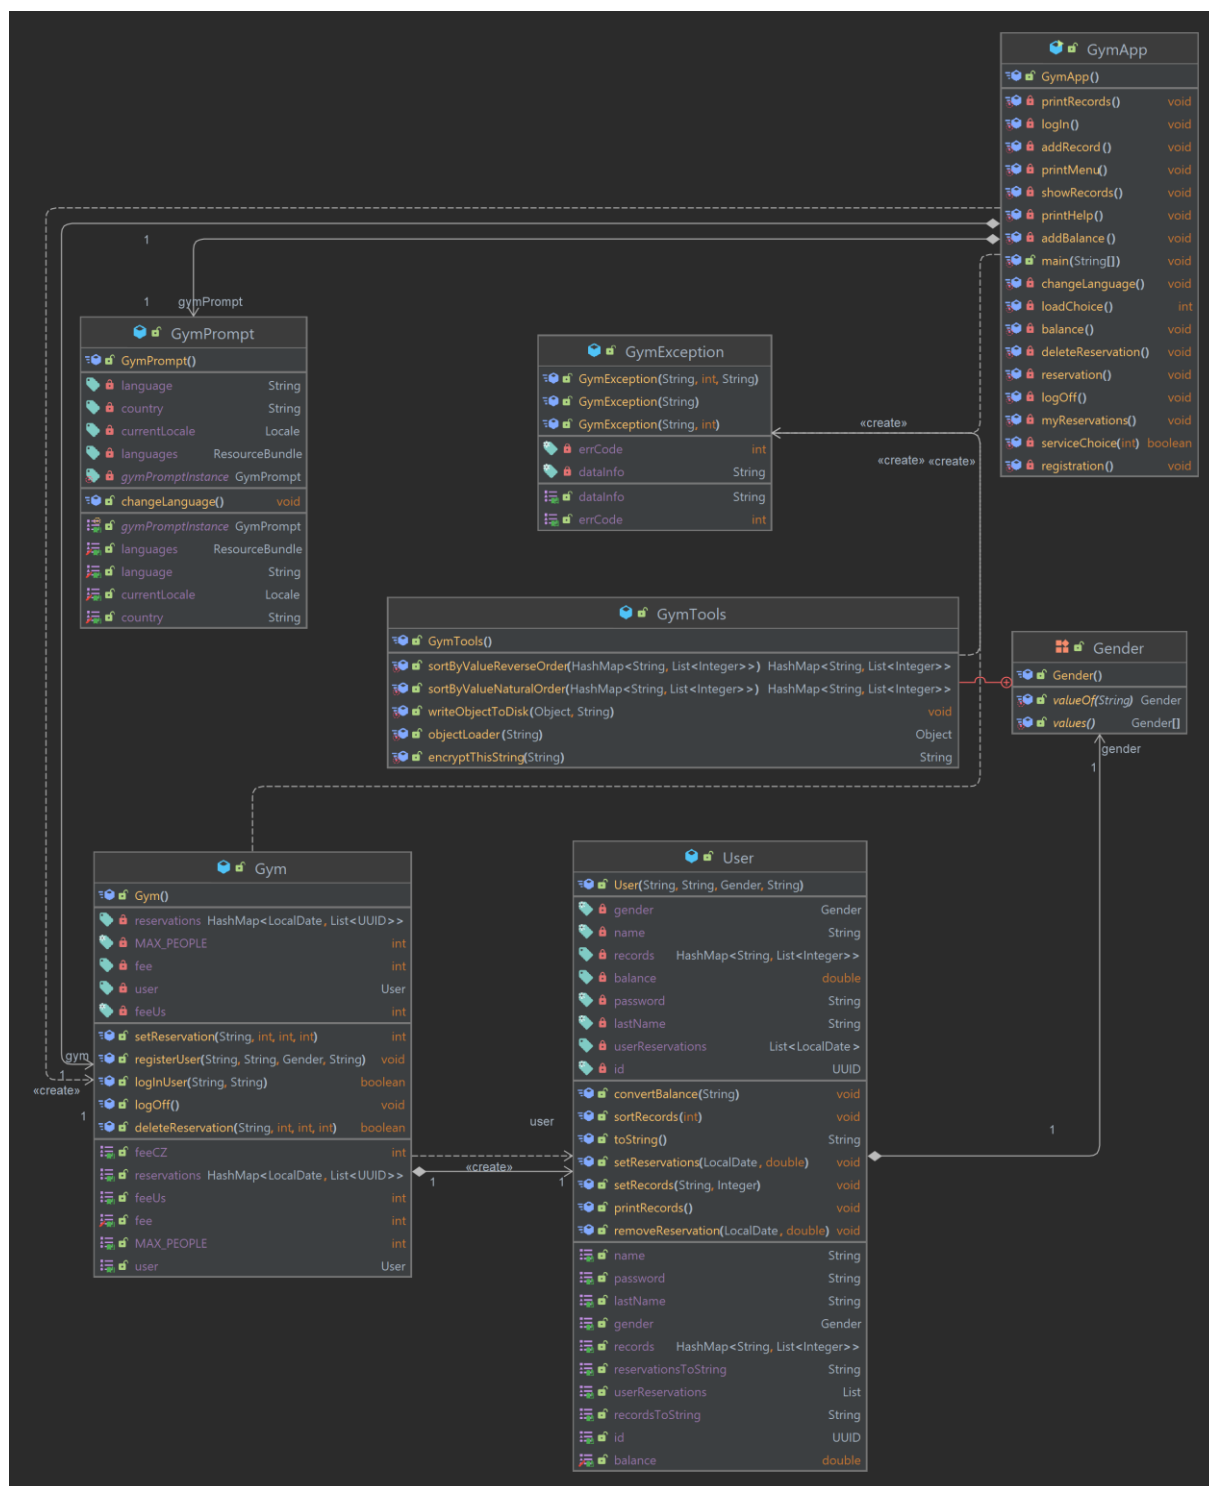 GymApp
GymApp()
printRecords() void
logIn() void
addRecord() void
printMenu() void
showRecords() void
printHelp() void
addBalance() void
main(String[]) void
changeLanguage() void
loadChoice() int
balance() void
deleteReservation() void
reservation() void
logOff() void
myReservations() void
serviceChoice(int) boolean
registration() void
1
1
gymPrompt
GymPrompt
GymPrompt()
language String
country String
currentLocale Locale
languages ResourceBundle
gymPromptInstance GymPrompt
changeLanguage() void
gymPromptInstance GymPrompt
languages ResourceBundle
language String
currentLocale Locale
country String
GymException
GymException(String, int, String)
GymException(String)
GymException(String, int)
errCode int
dataInfo String
dataInfo String
errCode int
«create»
«create» «create»
GymTools
GymTools()
sortByValueReverseOrder(HashMap<String, List<Integer>>) HashMap<String, List<Integer>>
sortByValueNaturalOrder(HashMap<String, List<Integer>>) HashMap<String, List<Integer>>
writeObjectToDisk(Object, String) void
objectLoader(String) Object
encryptThisString(String) String
Gender
Gender()
valueOf(String) Gender
values() Gender[]
gender
1
Gym
Gym()
reservations HashMap<LocalDate, List<UUID>>
MAX_PEOPLE int
fee int
user User
feeUs int
setReservation(String, int, int, int) int
registerUser(String, String, Gender, String) void
logInUser(String, String) boolean
logOff() void
deleteReservation(String, int, int, int) boolean
feeCZ int
reservations HashMap<LocalDate, List<UUID>>
feeUs int
fee int
MAX_PEOPLE int
user User
gym
1
«create»
1
user
«create»
1
1
User
User(String, String, Gender, String)
gender Gender
name String
records HashMap<String, List<Integer>>
balance double
password String
lastName String
userReservations List<LocalDate>
id UUID
convertBalance(String) void
sortRecords(int) void
toString() String
setReservations(LocalDate, double) void
setRecords(String, Integer) void
printRecords() void
removeReservation(LocalDate, double) void
name String
password String
lastName String
gender Gender
records HashMap<String, List<Integer>>
reservationsToString String
userReservations List
recordsToString String
id UUID
balance double
1